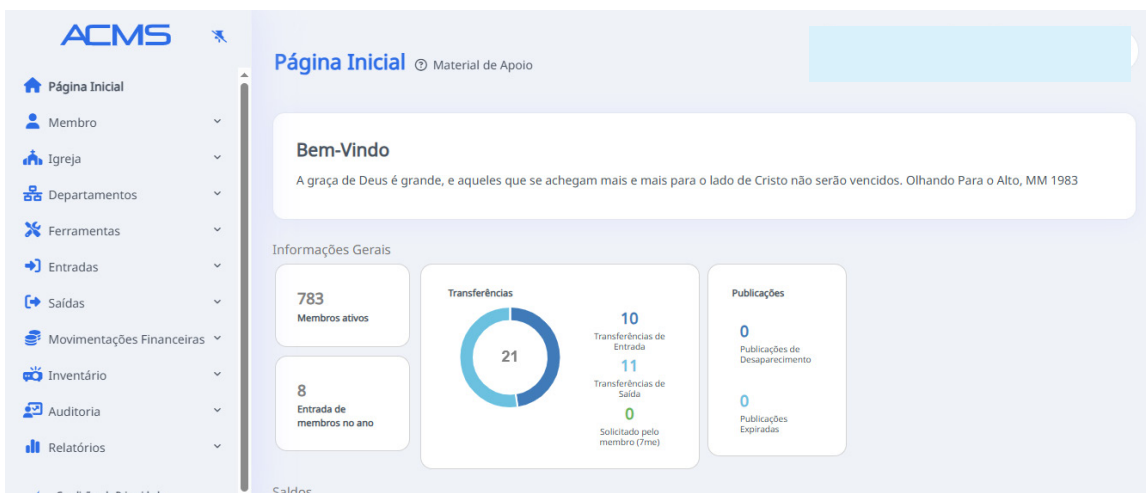 ACMS
Página Inicial
Membro
Igreja
Departamentos
Ferramentas
Entradas
Saídas
Movimentações Financeiras
Inventário
Auditoria
Relatórios
Página Inicial Material de Apoio
Bem-Vindo
A graça de Deus é grande, e aqueles que se achegam mais e mais para o lado de Cristo não serão vencidos. Olhando Para o Alto, MM 1983
Informações Gerais
783
Membros ativos
8
Entrada de
membros no ano
Transferências
21
10
Transferências de
Entrada
11
Transferências de
Saída
0
Solicitado pelo
membro (7me)
Publicações
0
Publicações de
Desaparecimento
0
Publicações
Expiradas
Saldos